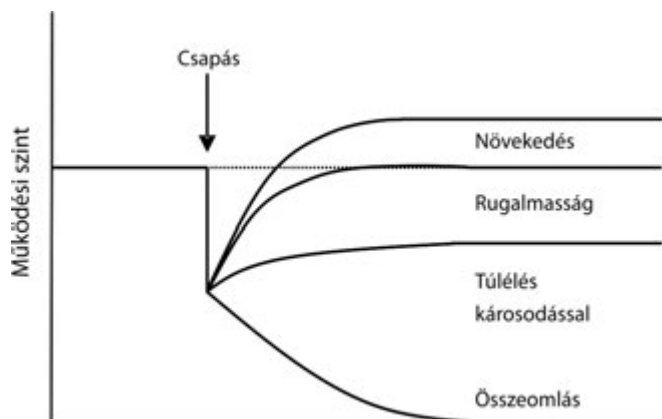 Csapás
Működési szint
Növekedés
Rugalmasság
Túlélés
károsodással
Összeomlás